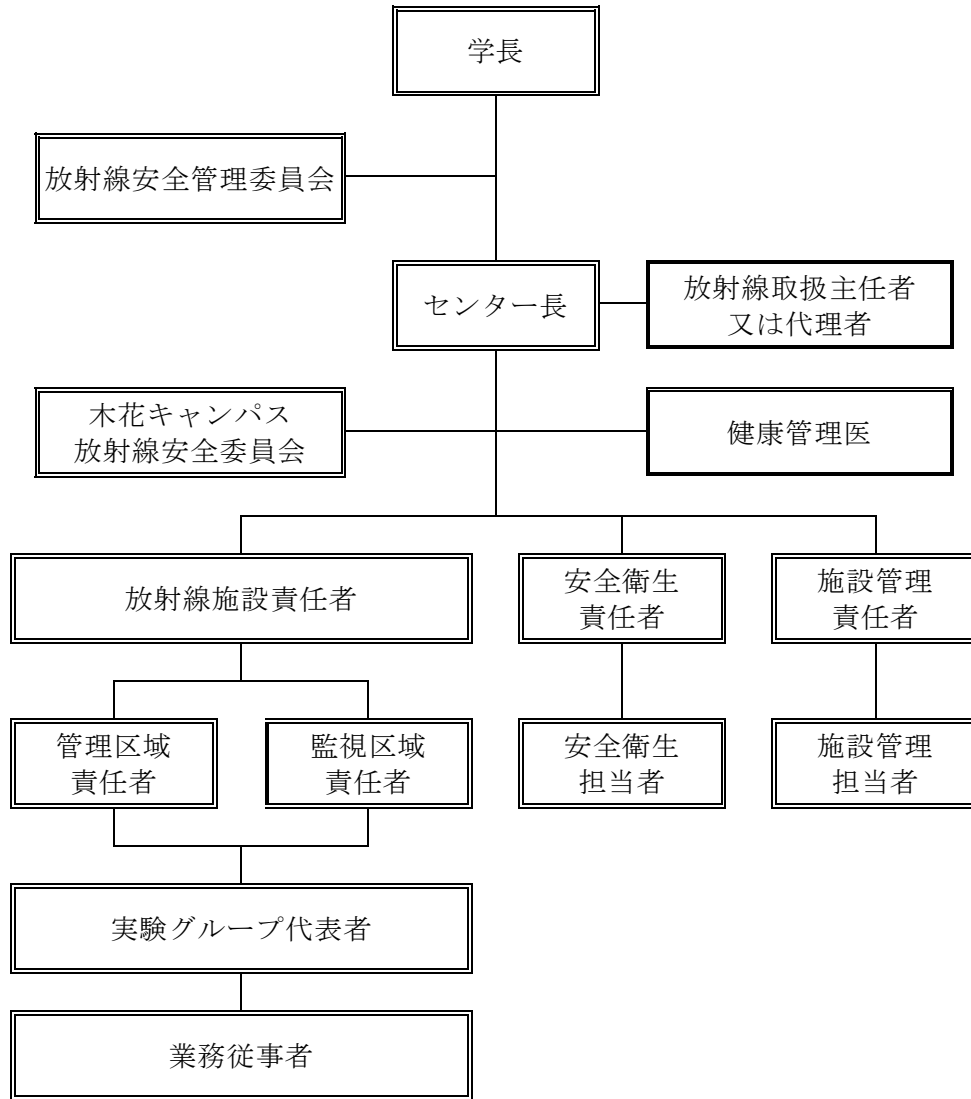 学長
放射線安全管理委員会
センター長
放射線取扱主任者
又は代理者
木花キャンパス
放射線安全委員会
健康管理医
放射線施設責任者
安全衛生
責任者
施設管理
責任者
管理区域
責任者
監視区域
責任者
安全衛生
担当者
施設管理
担当者
実験グループ代表者
業務従事者